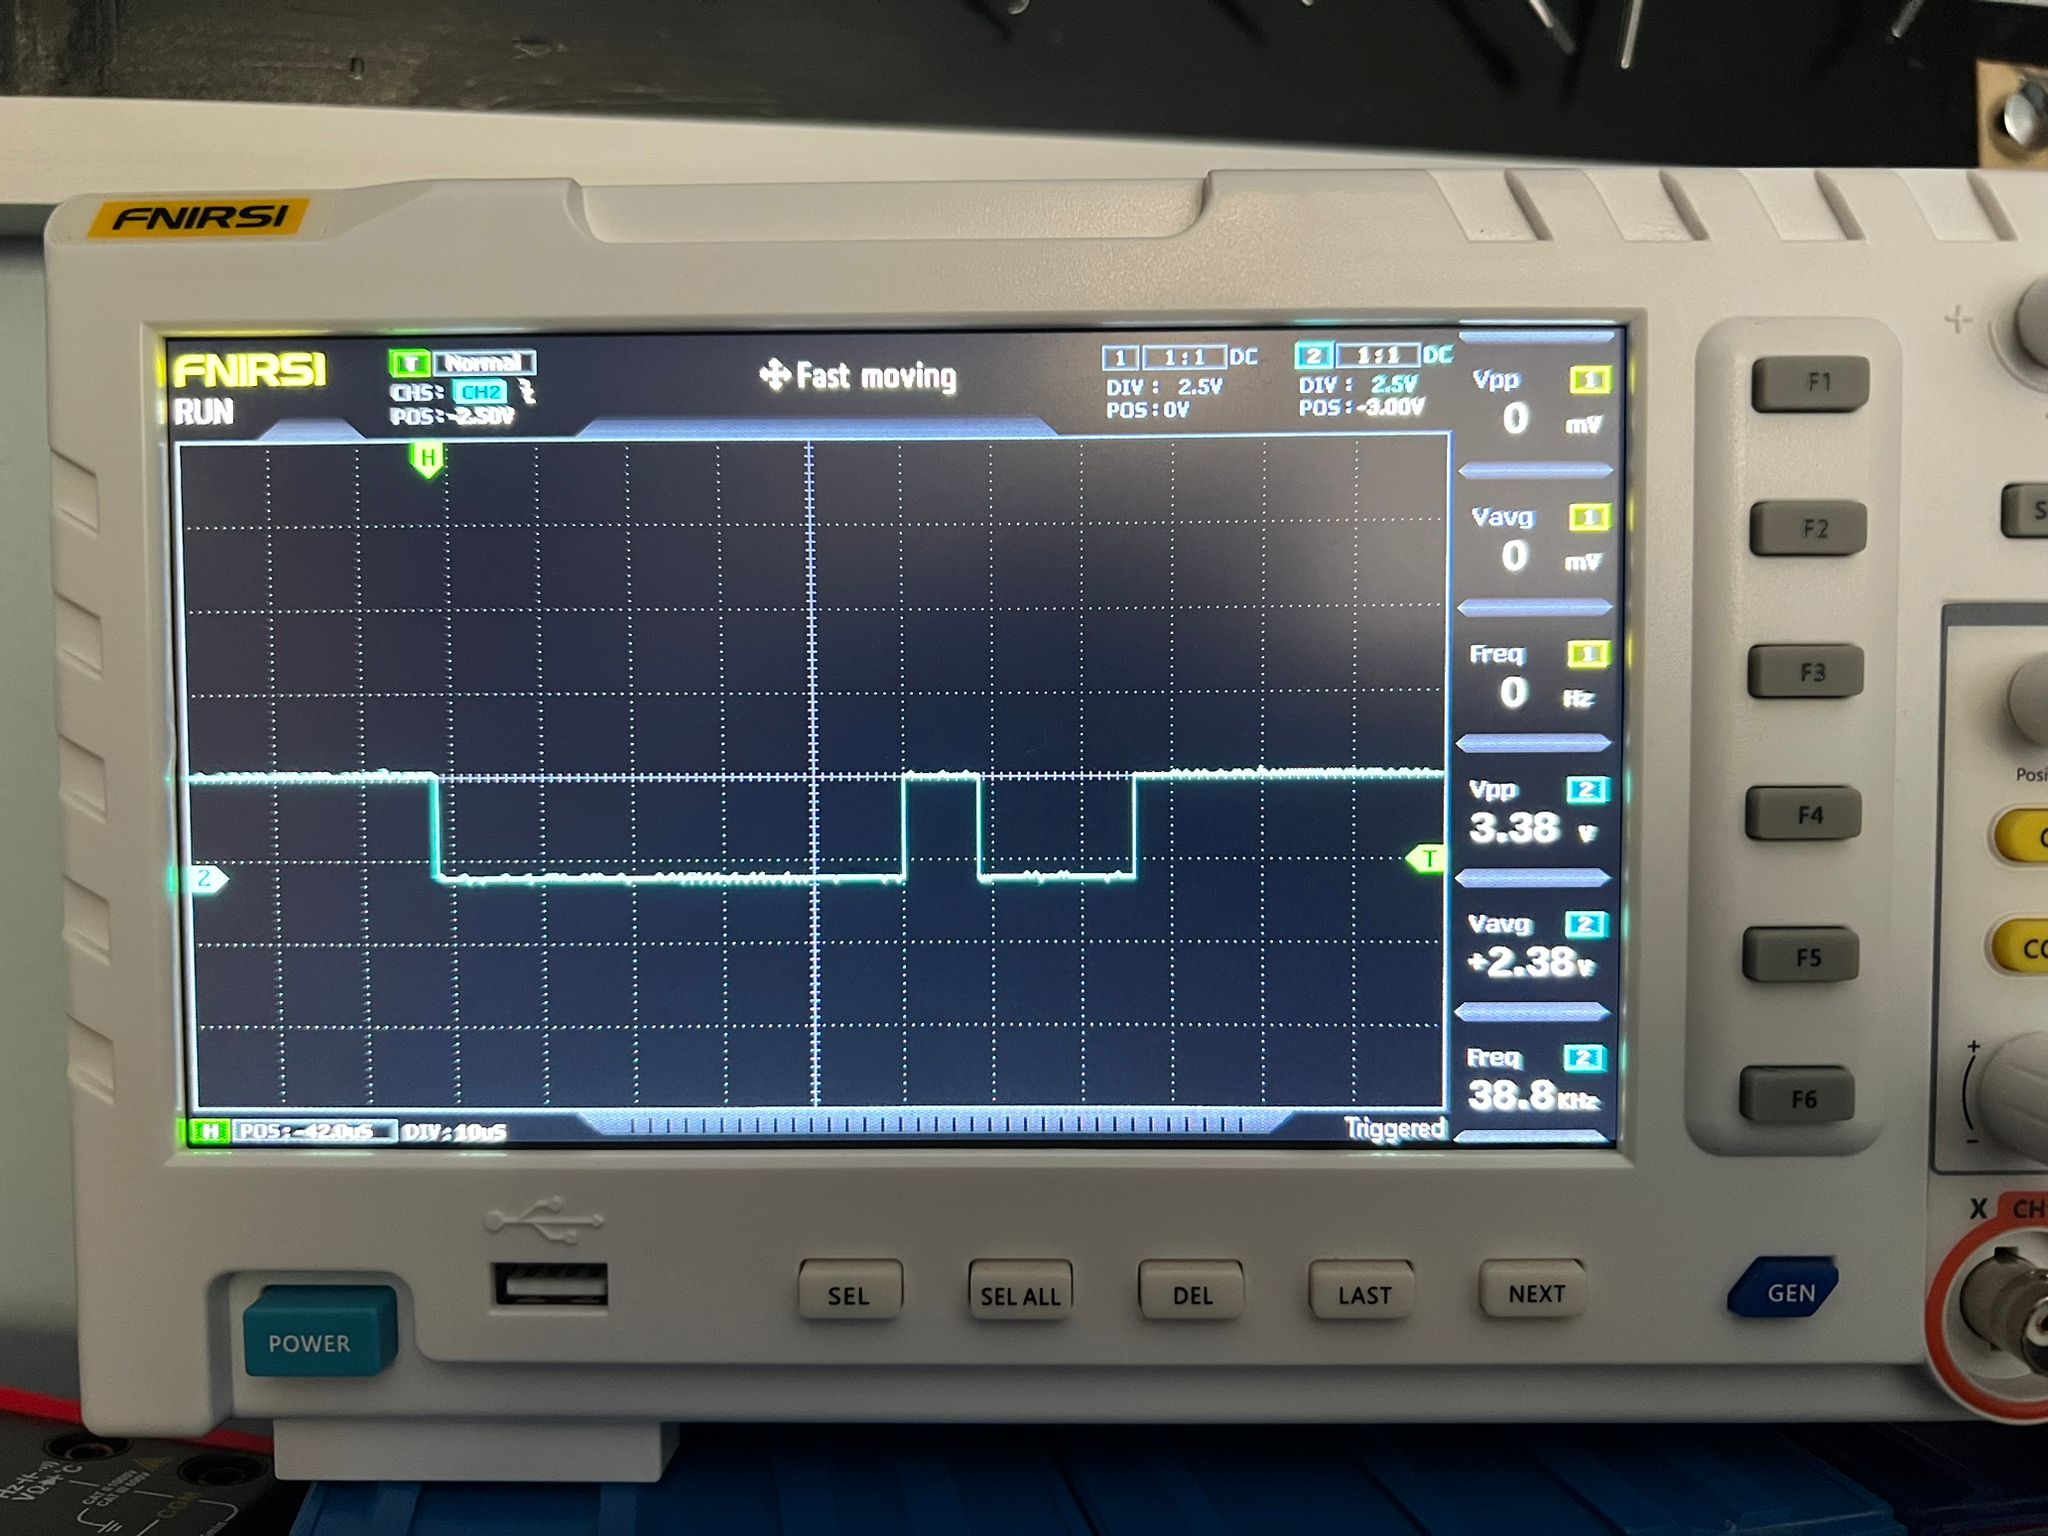 FNIRSI
FNIRSI
RUN
T Normal
CHS: CH2
POS:-2.50V
Fast moving
1 1:1 DC
DIV: 2.5V
POS:0V
2 1:1 DC
DIV: 2.5V
POS:-3.00V
H
Vpp 1
0 mV
Vavg 1
0 mV
Freq 1
0 Hz
Vpp 2
3.38 V
Vavg 2
+2.38V
Freq 2
38.8KHz
2
T
H POS:-42.0uS DIV:10uS
Triggered
F1
F2
F3
F4
F5
F6
S
Posi
C
CO
+
-
X CH
POWER
SEL
SEL ALL
DEL
LAST
NEXT
GEN
COM